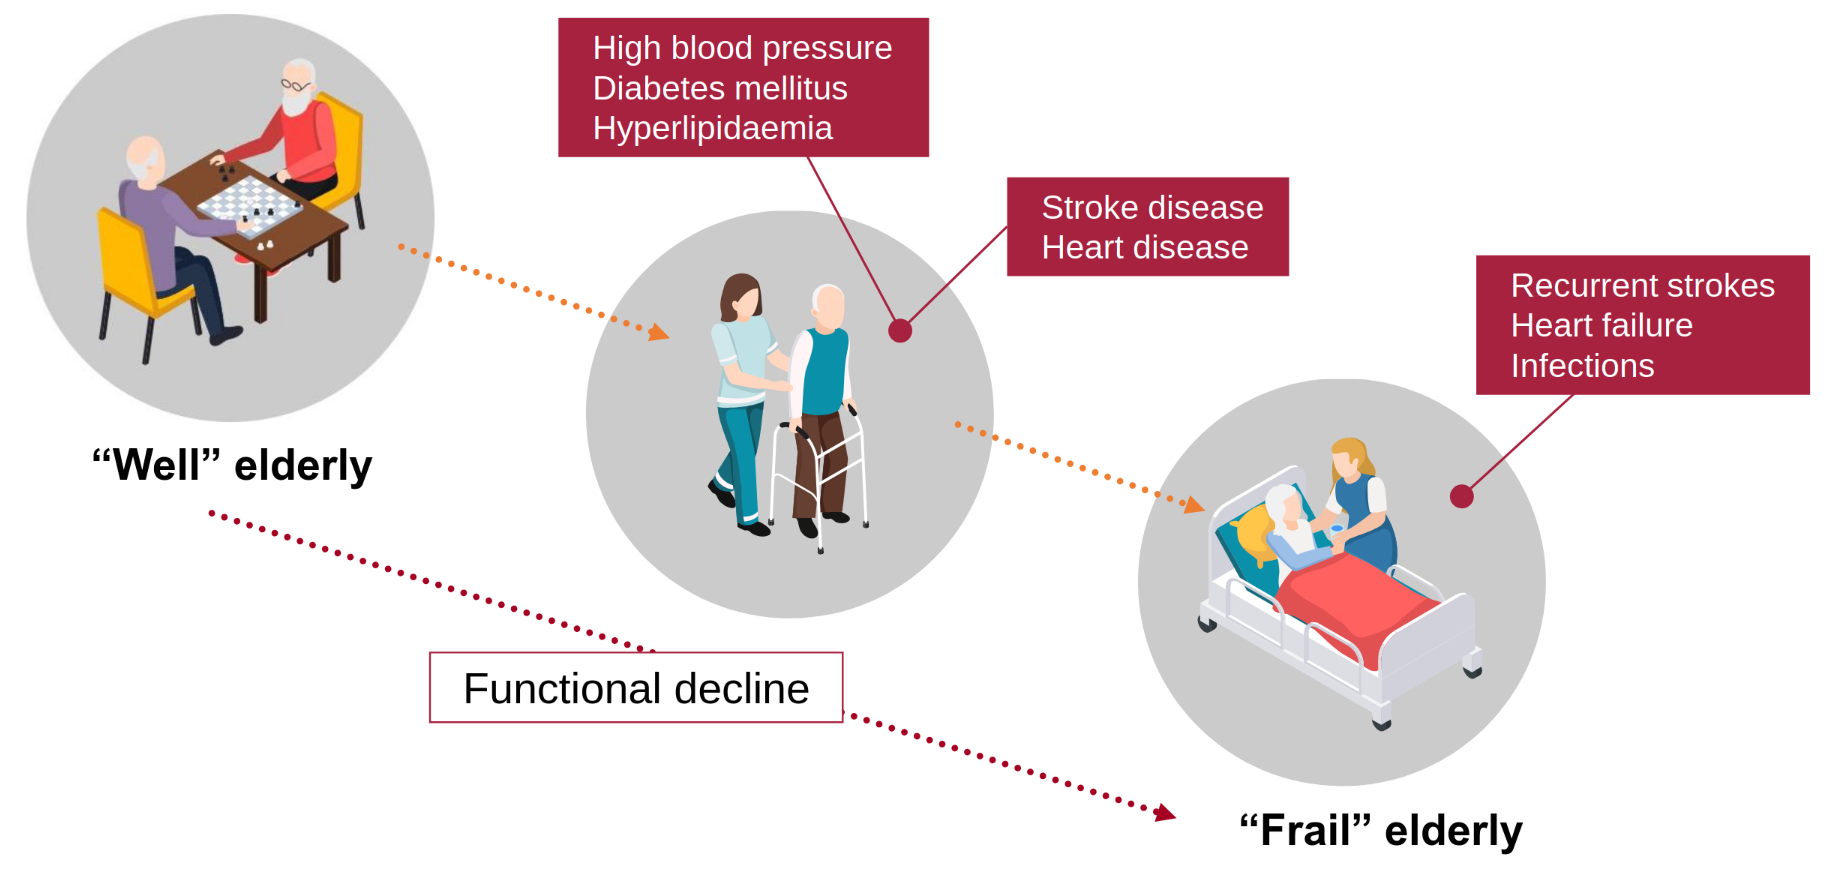 High blood pressure
Diabetes mellitus
Hyperlipidaemia
Stroke disease
Heart disease
Recurrent strokes
Heart failure
Infections
“Well” elderly
Functional decline
“Frail” elderly